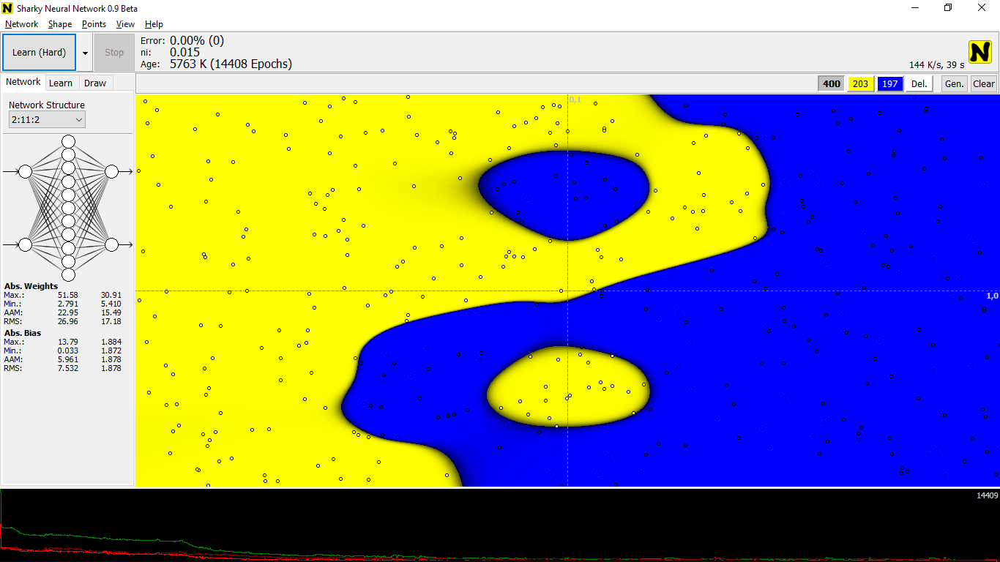 N Sharky Neural Network 0.9 Beta
Network Shape Points View Help
Learn (Hard) Stop
Error: 0.00% (0)
ni: 0.015
Age: 5763 K (14408 Epochs)
N
144 K/s, 39 s
Network Learn Draw
400 203 197 Del. Gen. Clear
0,1
Network Structure
2:11:2
1,0
Abs. Weights
Max.: 51.58 30.91
Min.: 2.791 5.410
AAM: 22.95 15.49
RMS: 26.96 17.18
Abs. Bias
Max.: 13.79 1.884
Min.: 0.033 1.872
AAM: 5.961 1.878
RMS: 7.532 1.878
14409